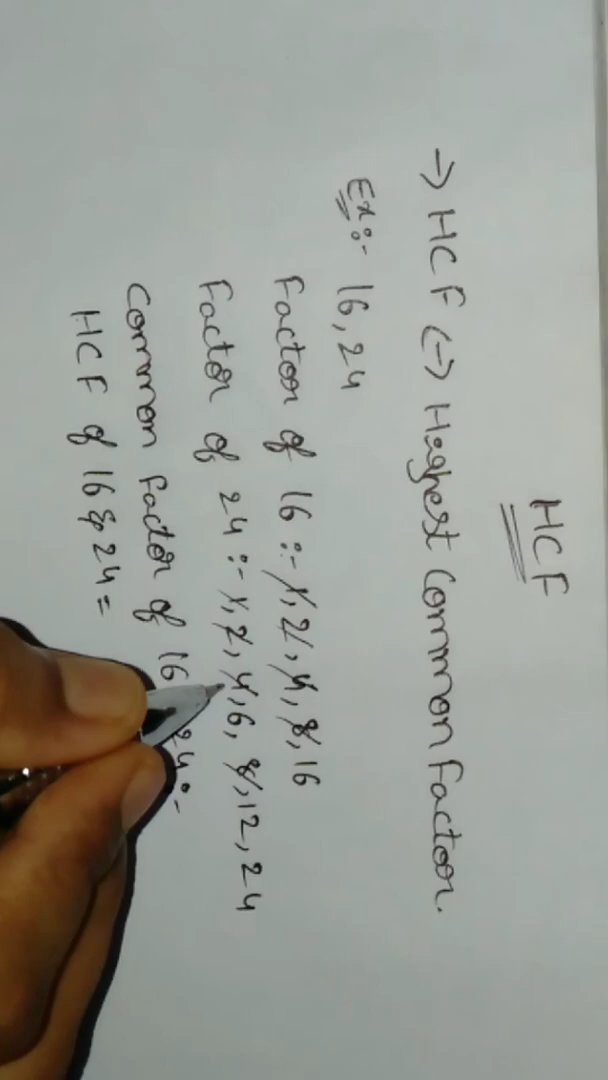 HCF
-> HCF (-> Highest Common Factor.
Ex:- 16, 24
Factor of 16 :- 1, 2, 4, 8, 16
Factor of 24 :- 1, 2, 4, 6, 8, 12, 24
Common factor of 16 24 :-
HCF of 16 & 24 =